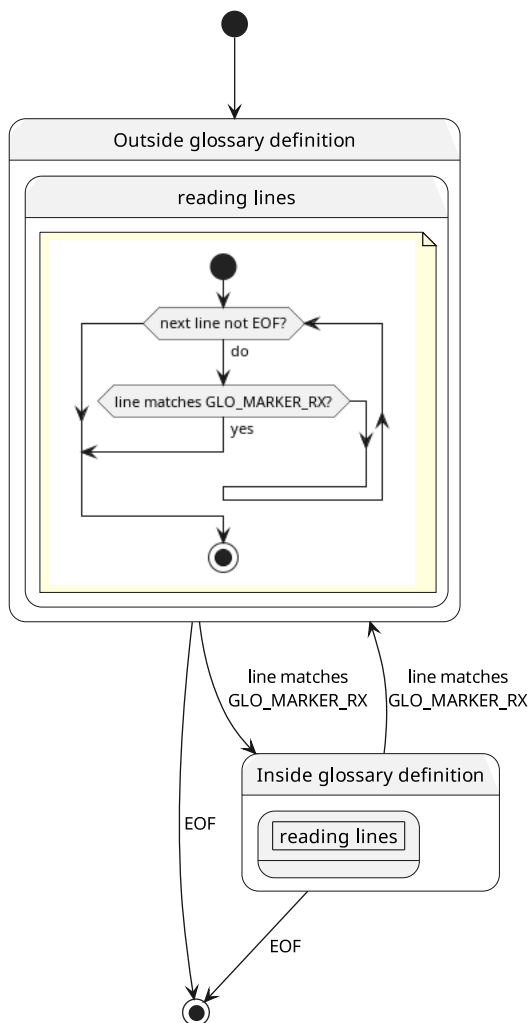 Outside glossary definition
reading lines
next line not EOF?
do
line matches GLO_MARKER_RX?
yes
line matches
GLO_MARKER_RX
line matches
GLO_MARKER_RX
Inside glossary definition
reading lines
EOF
EOF